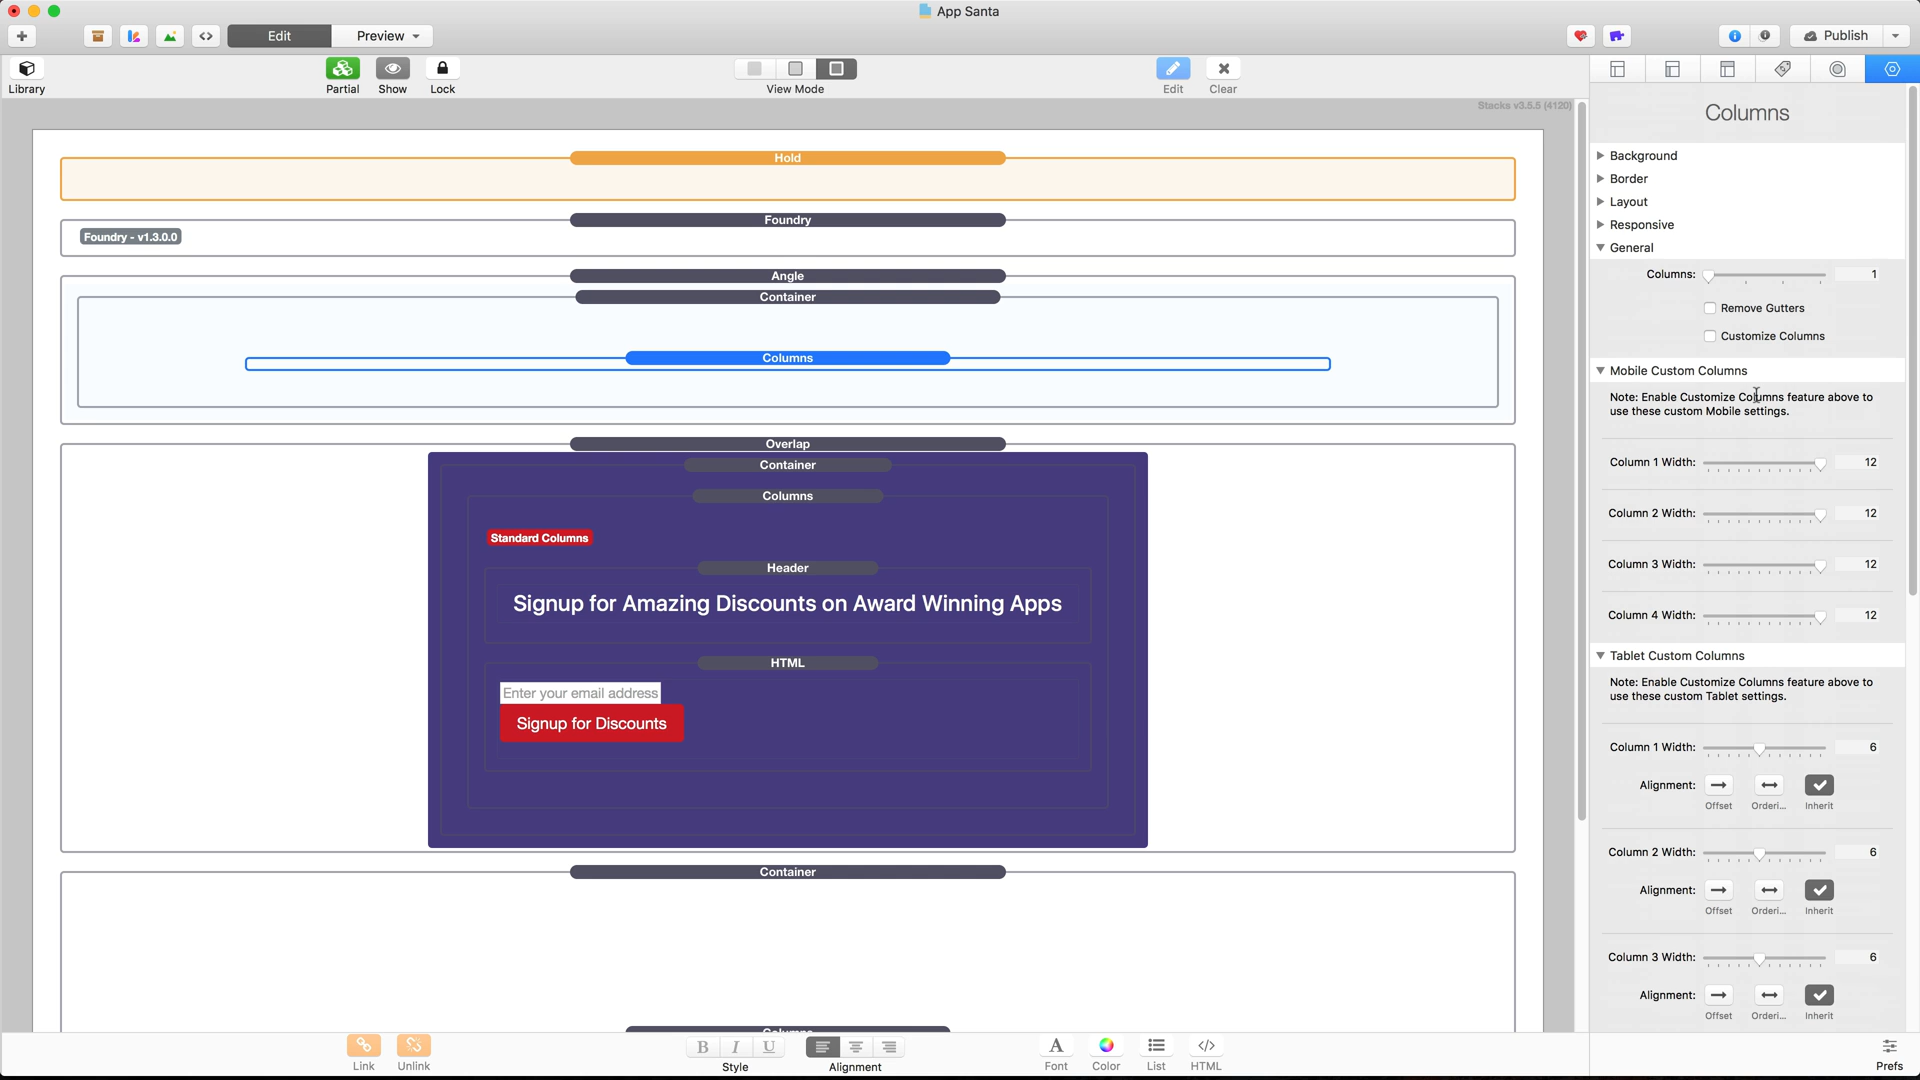 App Santa
Edit
Preview
Publish
Library
Partial
Show
Lock
View Mode
Edit
Clear
Stacks v3.5.5 (4120)
Hold
Foundry
Foundry - v1.3.0.0
Angle
Container
Columns
Overlap
Container
Columns
Standard Columns
Header
Signup for Amazing Discounts on Award Winning Apps
HTML
Enter your email address
Signup for Discounts
Container
Columns
Link
Unlink
B I U
Style
Alignment
A
Font
Color
List
HTML
Columns
Background
Border
Layout
Responsive
General
Columns: 1
Remove Gutters
Customize Columns
Mobile Custom Columns
Note: Enable Customize Columns feature above to
use these custom Mobile settings.
Column 1 Width: 12
Column 2 Width: 12
Column 3 Width: 12
Column 4 Width: 12
Tablet Custom Columns
Note: Enable Customize Columns feature above to
use these custom Tablet settings.
Column 1 Width: 6
Alignment:
Offset Orderi... Inherit
Column 2 Width: 6
Alignment:
Offset Orderi... Inherit
Column 3 Width: 6
Alignment:
Offset Orderi... Inherit
Prefs